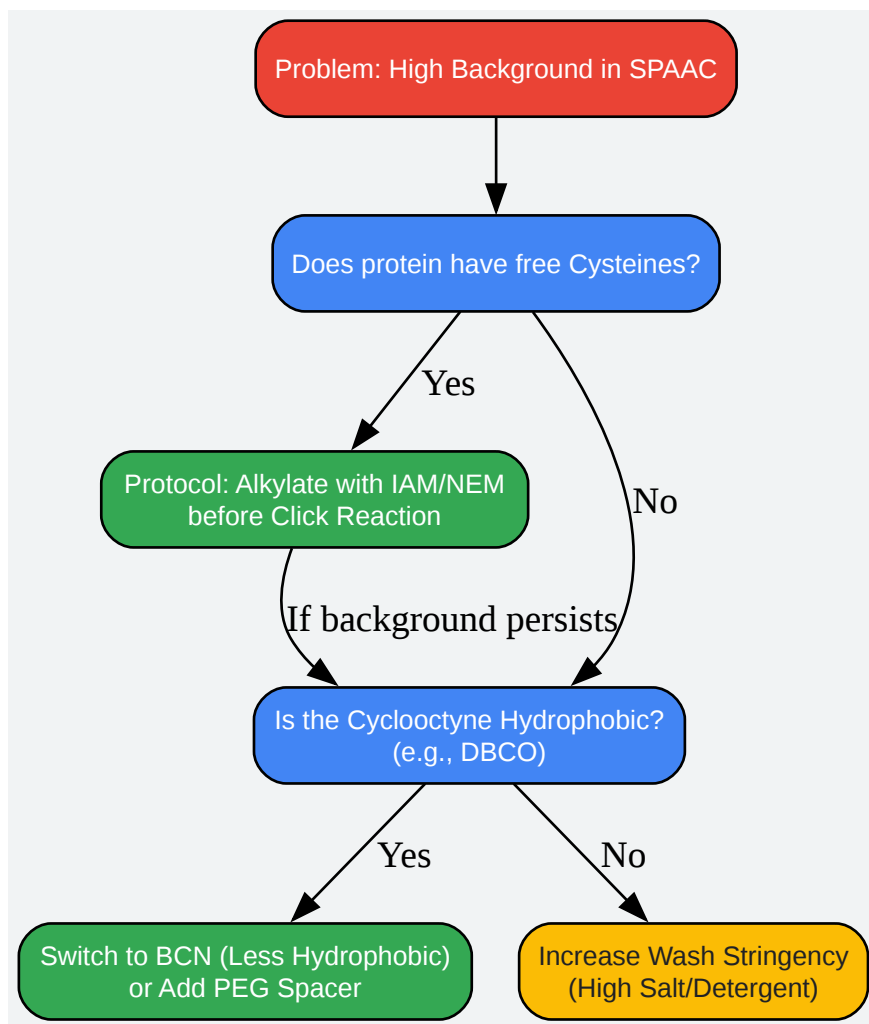 Problem: High Background in SPAAC
Does protein have free Cysteines?
Yes
Protocol: Alkylate with IAM/NEM
before Click Reaction
No
If background persists
Is the Cyclooctyne Hydrophobic?
(e.g., DBCO)
Yes
No
Switch to BCN (Less Hydrophobic)
or Add PEG Spacer
Increase Wash Stringency
(High Salt/Detergent)